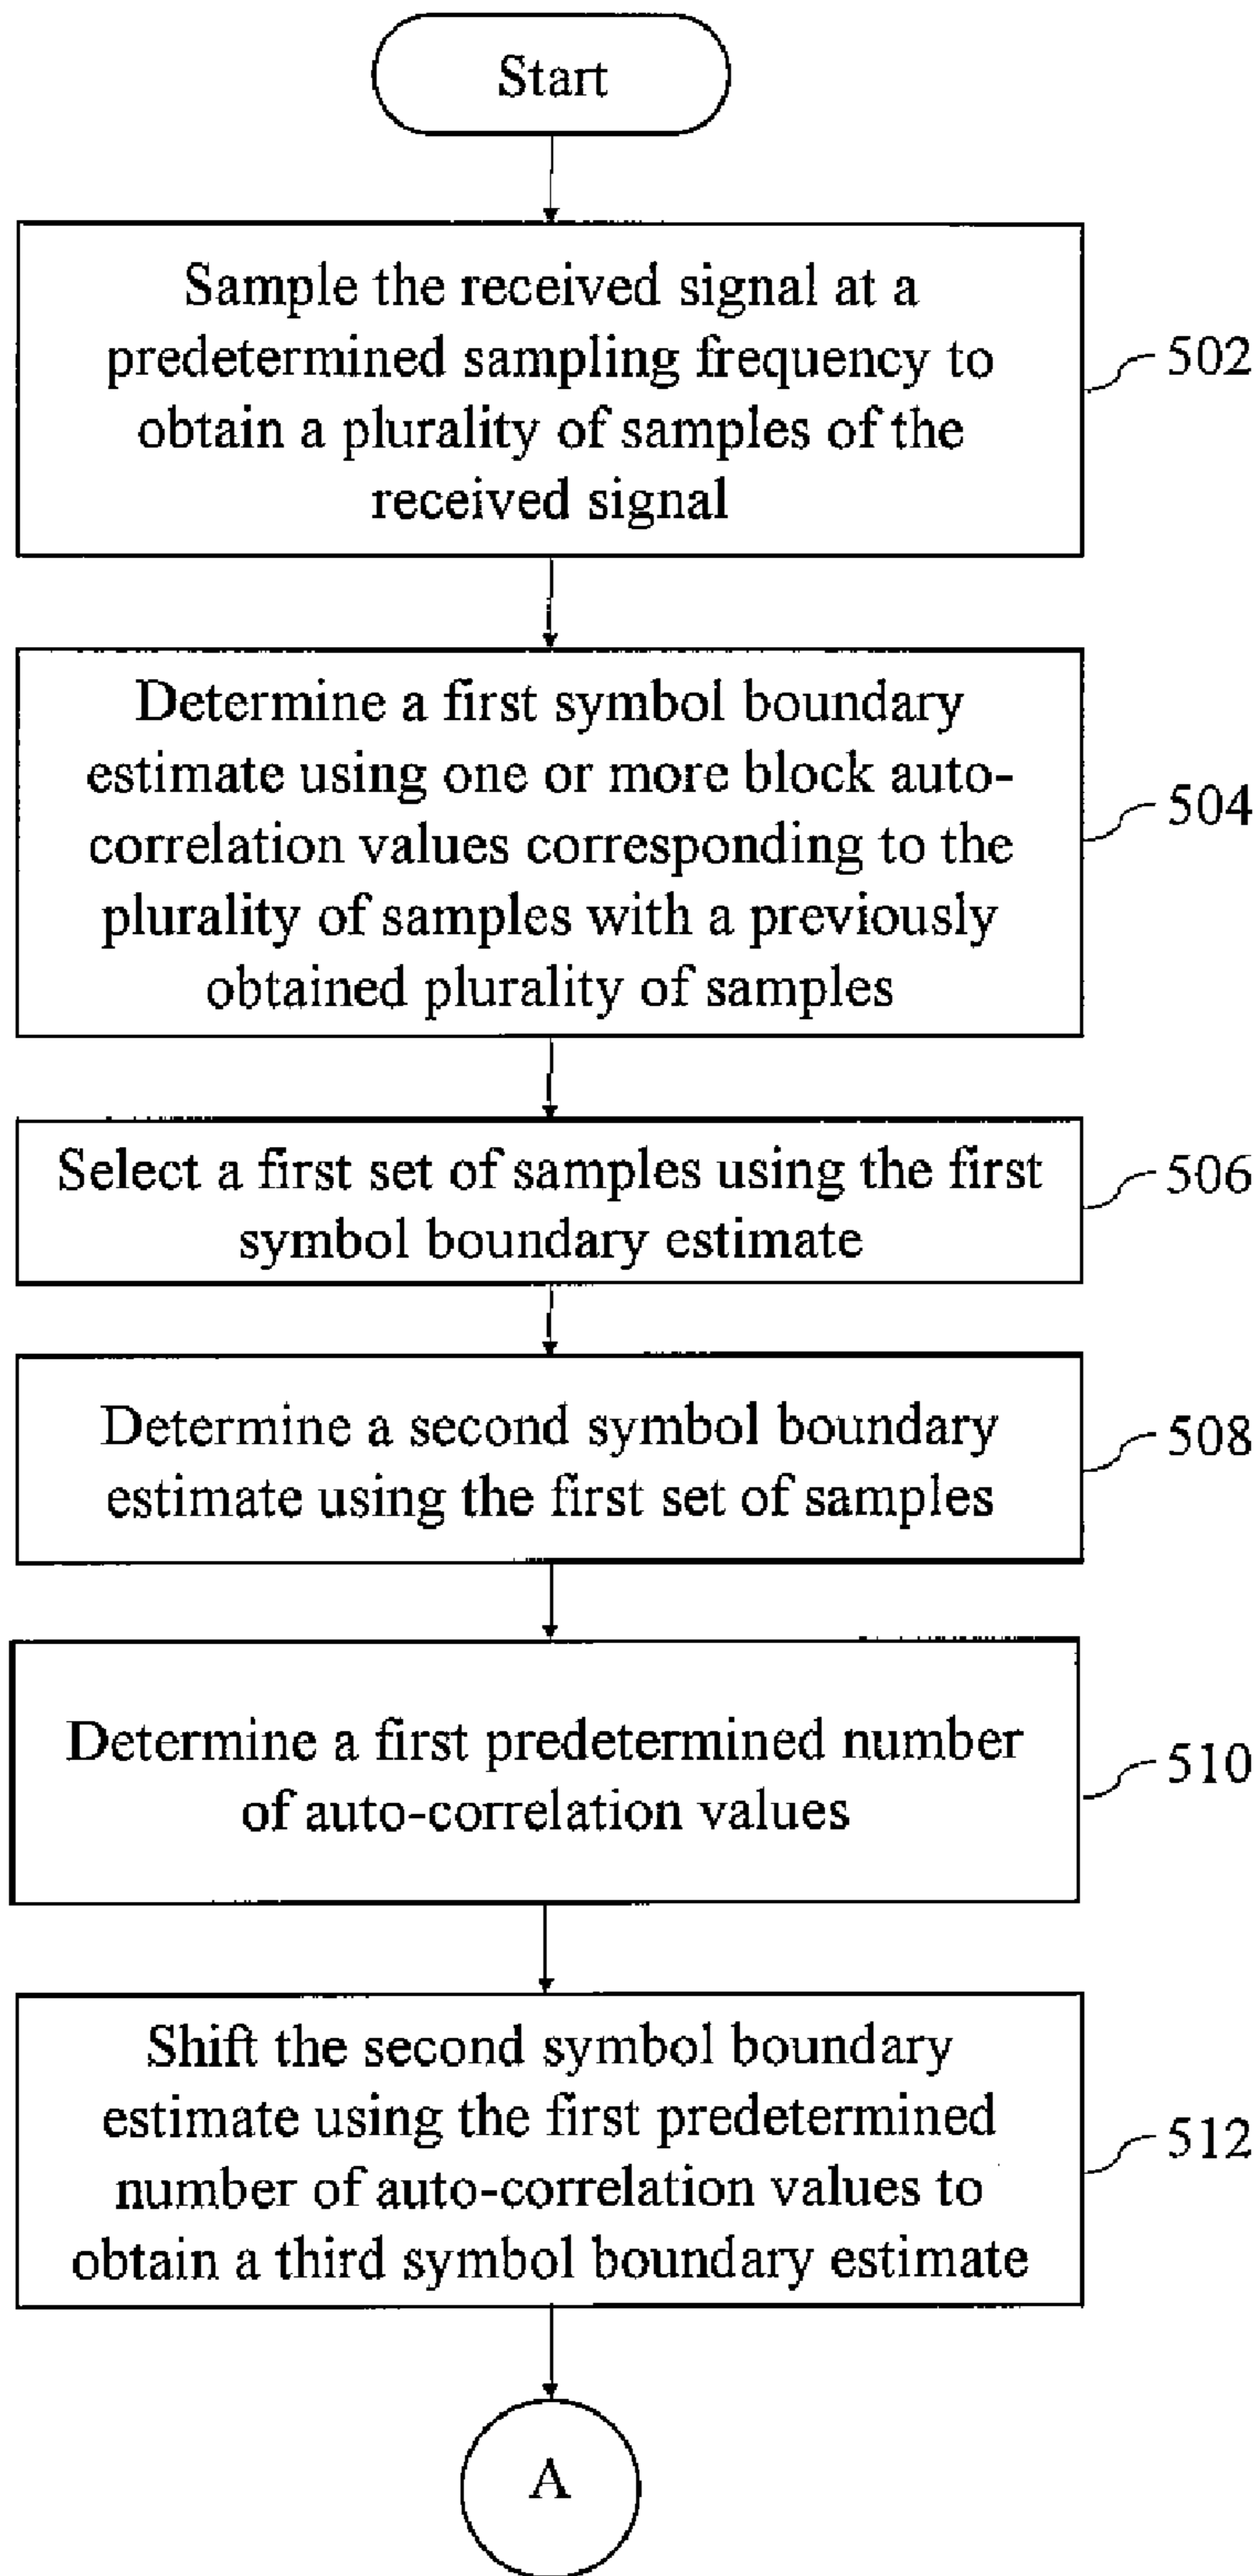 Start
Sample the received signal at a
predetermined sampling frequency to
obtain a plurality of samples of the
received signal
502
Determine a first symbol boundary
estimate using one or more block auto-
correlation values corresponding to the
plurality of samples with a previously
obtained plurality of samples
504
Select a first set of samples using the first
symbol boundary estimate
506
Determine a second symbol boundary
estimate using the first set of samples
508
Determine a first predetermined number
of auto-correlation values
510
Shift the second symbol boundary
estimate using the first predetermined
number of auto-correlation values to
obtain a third symbol boundary estimate
512
A